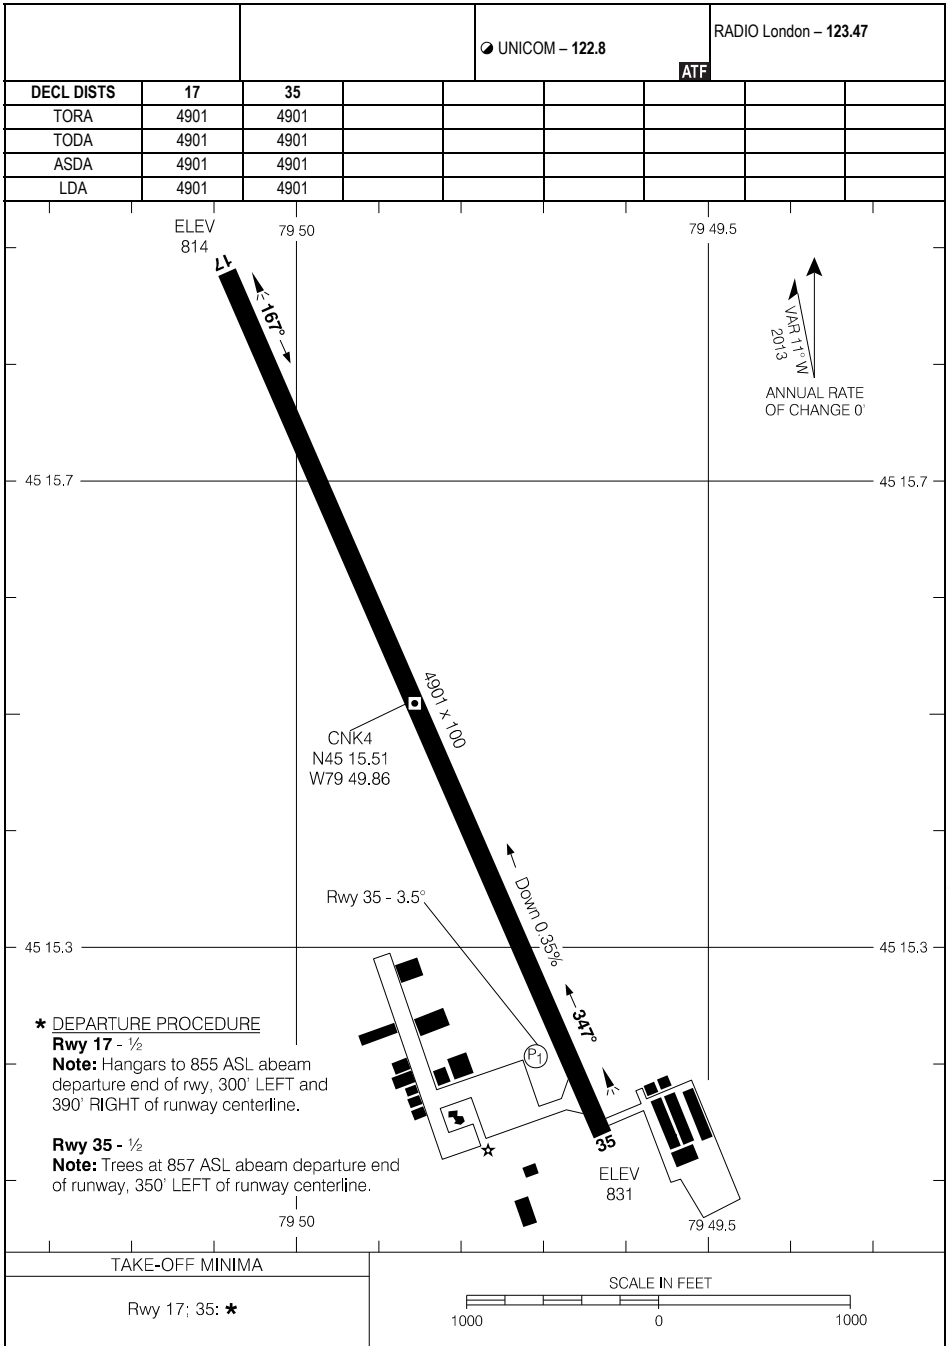 UNICOM – 122.8
ATF
RADIO London – 123.47
DECL DISTS 17 35
TORA 4901 4901
TODA 4901 4901
ASDA 4901 4901
LDA 4901 4901
ELEV
814
79 50
79 49.5
17
167°
VAR 11° W
2013
ANNUAL RATE
OF CHANGE 0'
45 15.7
45 15.7
4901 x 100
CNK4
N45 15.51
W79 49.86
Rwy 35 - 3.5°
Down 0.35%
45 15.3
45 15.3
347°
P1
* DEPARTURE PROCEDURE
Rwy 17 - ½
Note: Hangars to 855 ASL abeam
departure end of rwy, 300' LEFT and
390' RIGHT of runway centerline.
Rwy 35 - ½
Note: Trees at 857 ASL abeam departure end
of runway, 350' LEFT of runway centerline.
35
ELEV
831
79 50
79 49.5
TAKE-OFF MINIMA
Rwy 17; 35: *
SCALE IN FEET
1000 0 1000